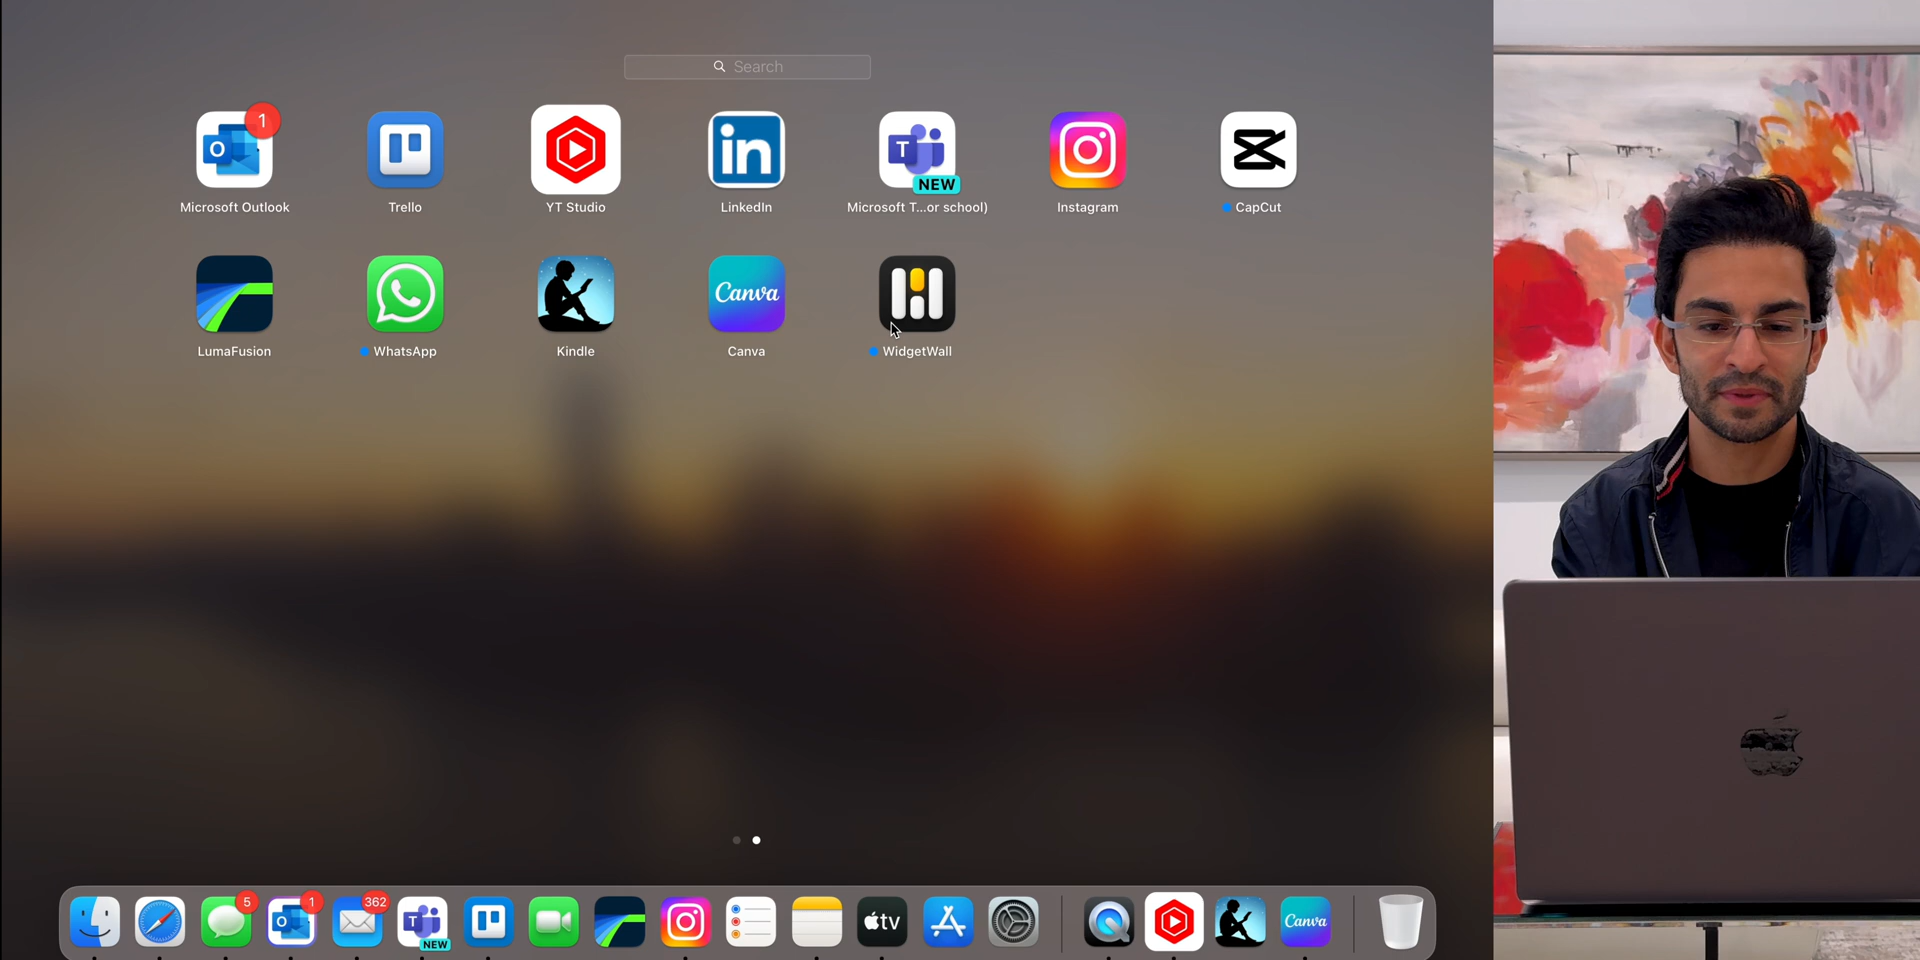 Search
1
in
T
NEW
O
Microsoft Outlook
Trello
YT Studio
LinkedIn
Microsoft T...or school)
Instagram
CapCut
Canva
LumaFusion
WhatsApp
Kindle
Canva
WidgetWall
5
1
362
O
T
NEW
tv
Canva